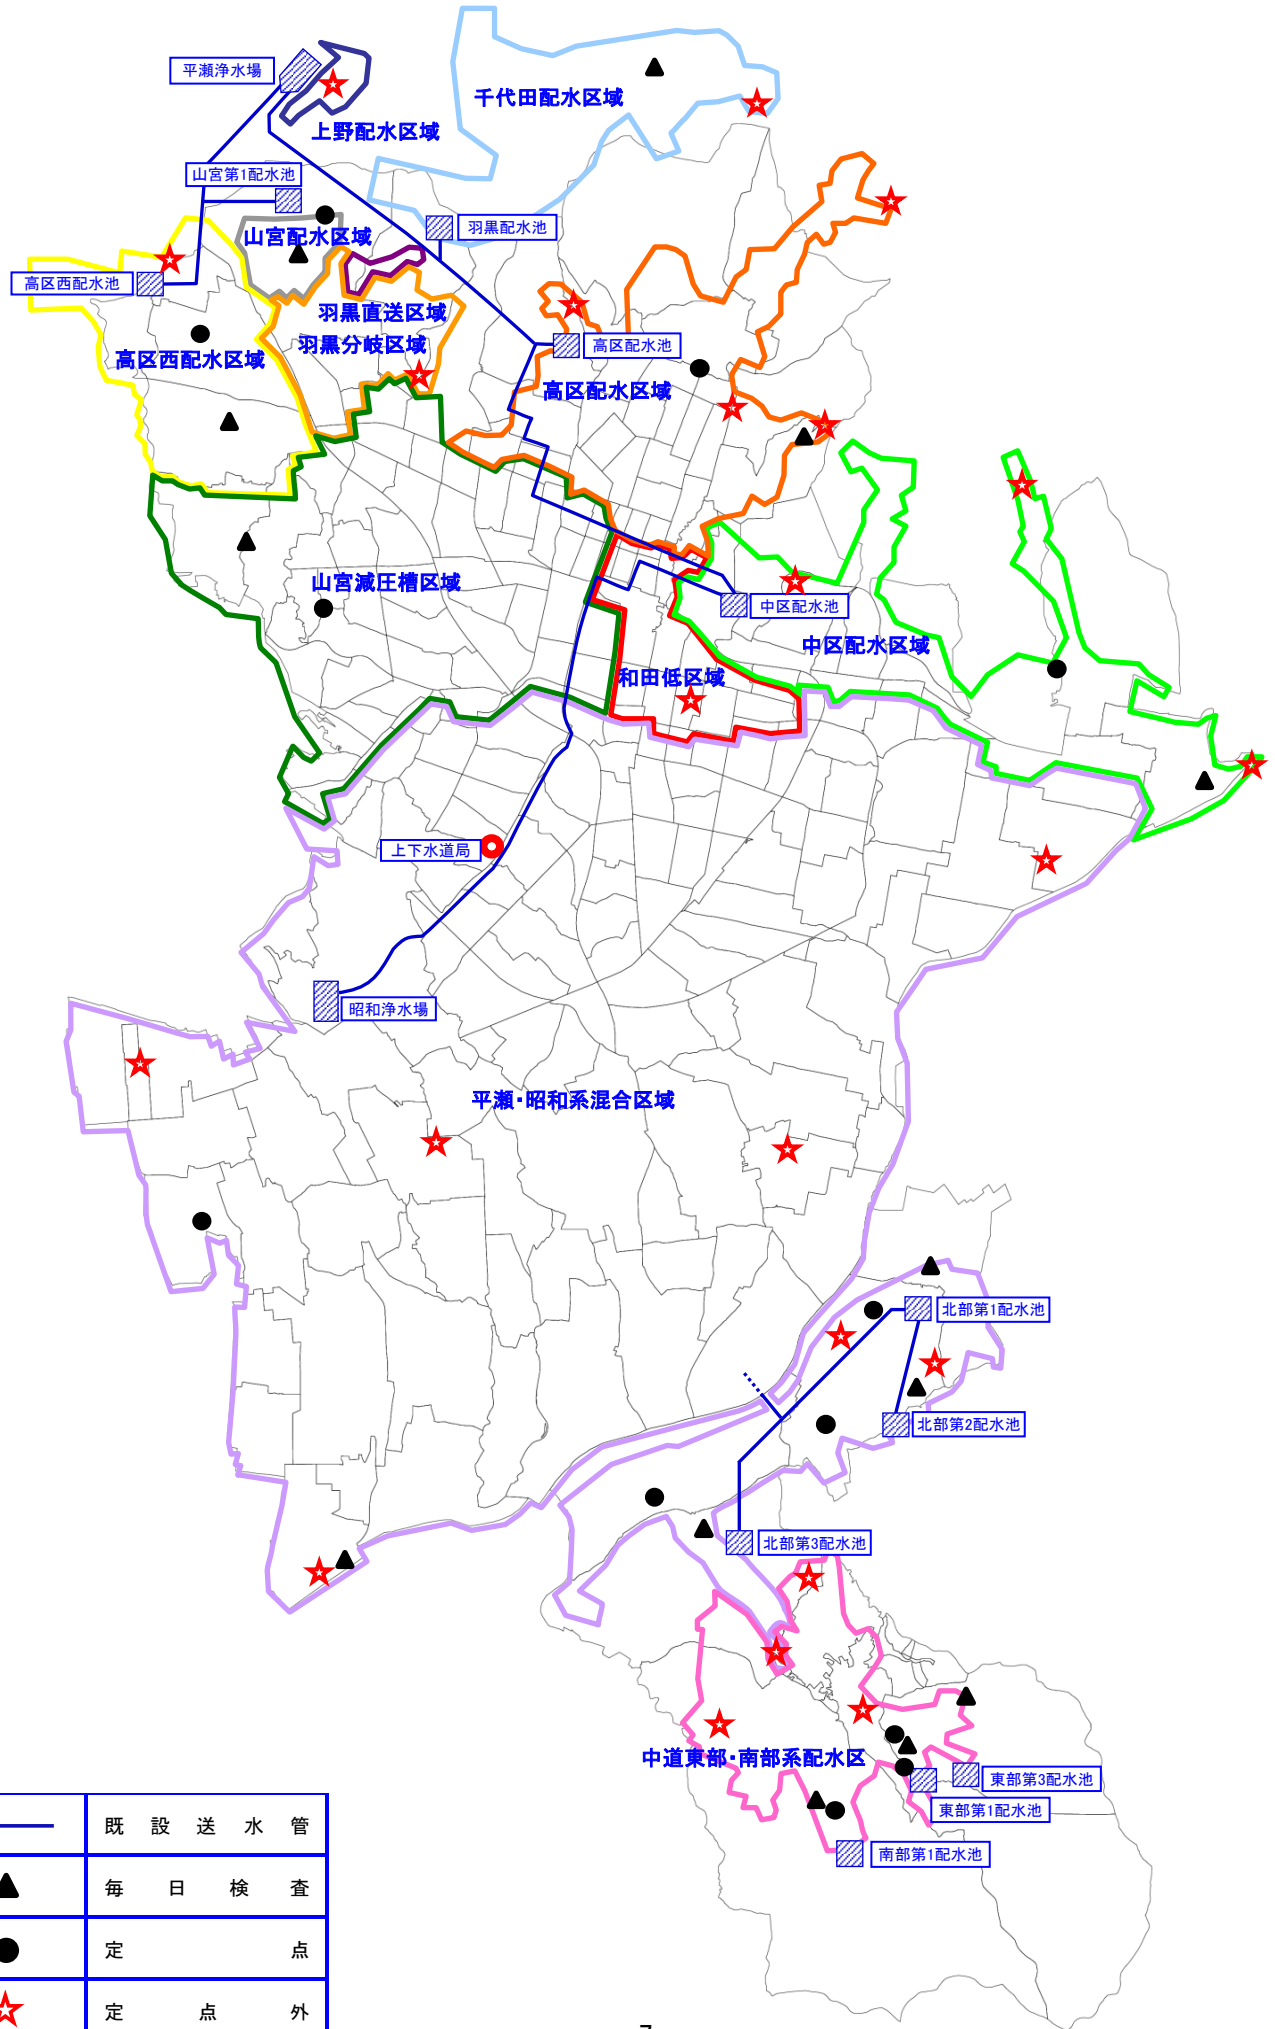 平瀬浄水場
千代田配水区域
上野配水区域
山宮第1配水池
羽黒配水池
山宮配水区域
高区西配水池
羽黒直送区域
羽黒分岐区域
高区配水池
高区西配水区域
高区配水区域
山宮減圧槽区域
中区配水池
中区配水区域
和田低区域
上下水道局
昭和浄水場
平瀬・昭和系混合区域
北部第1配水池
北部第2配水池
北部第3配水池
中道東部・南部系配水区
東部第3配水池
東部第1配水池
南部第1配水池
既設送水管
毎日検査
定点
定点外